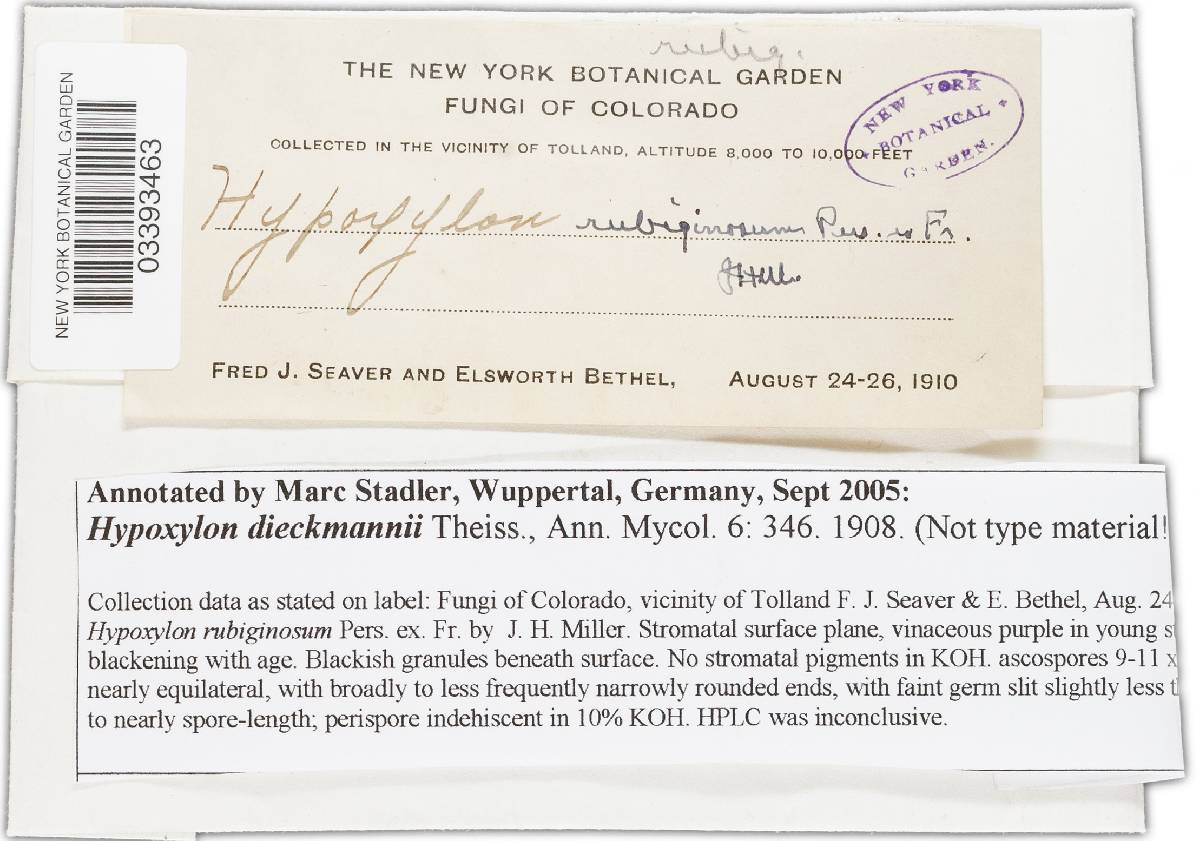 NEW YORK BOTANICAL GARDEN
03393463
rubig.
THE NEW YORK BOTANICAL GARDEN
FUNGI OF COLORADO
NEW YORK
BOTANICAL
GARDEN.
COLLECTED IN THE VICINITY OF TOLLAND, ALTITUDE 8,000 TO 10,000 FEET
Hypoxylon rubiginosum Pers. ex Fr.
JHM
FRED J. SEAVER AND ELSWORTH BETHEL, AUGUST 24-26, 1910
Annotated by Marc Stadler, Wuppertal, Germany, Sept 2005:
Hypoxylon dieckmannii Theiss., Ann. Mycol. 6: 346. 1908. (Not type material!
Collection data as stated on label: Fungi of Colorado, vicinity of Tolland F. J. Seaver & E. Bethel, Aug. 24
Hypoxylon rubiginosum Pers. ex. Fr. by J. H. Miller. Stromatal surface plane, vinaceous purple in young
blackening with age. Blackish granules beneath surface. No stromatal pigments in KOH. ascospores 9-11 x
nearly equilateral, with broadly to less frequently narrowly rounded ends, with faint germ slit slightly less
to nearly spore-length; perispore indehiscent in 10% KOH. HPLC was inconclusive.